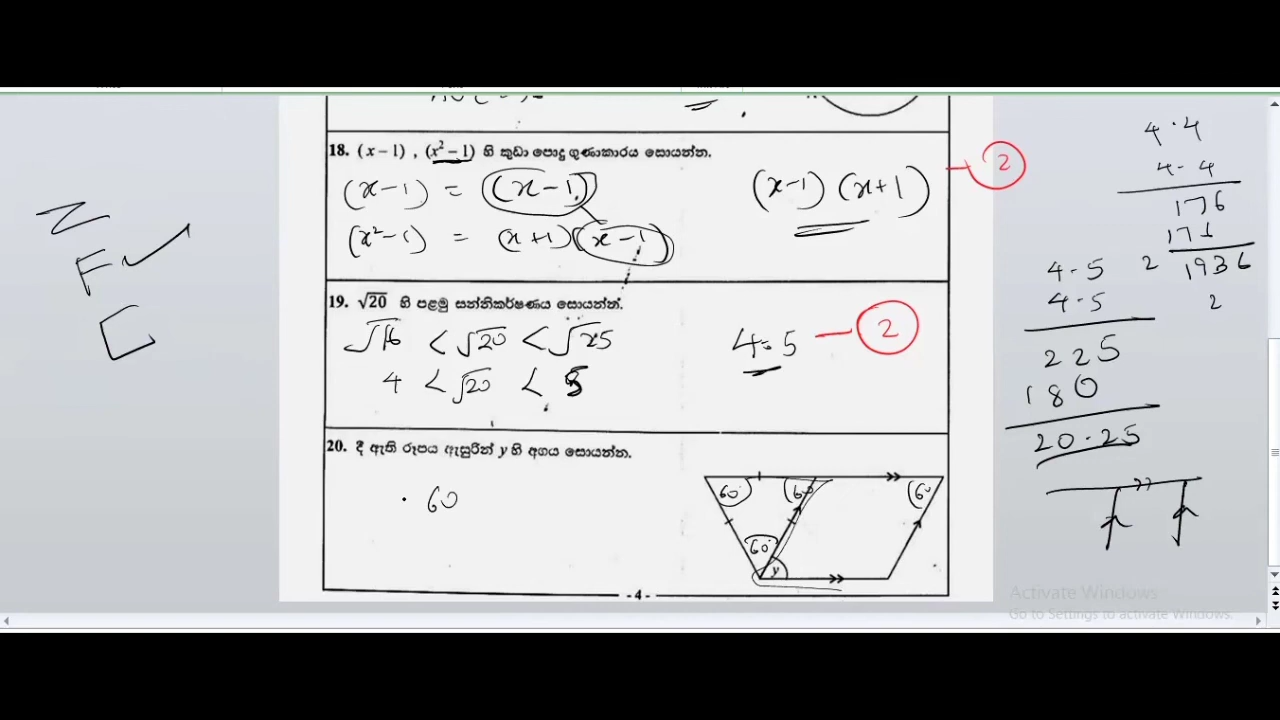 18. (x – 1) , (x² – 1) හි කුඩා පොදු ගුණාකාරය සොයන්න.
(x – 1) = (x – 1)
(x – 1) (x + 1)
2
(x² – 1) = (x + 1) (x – 1)
19. √20 හි පළමු සන්නිකර්ෂණය සොයන්න.
√16 < √20 < √25
4.5
2
4 < √20 < 5
20. දී ඇති රූපය ඇසුරින් y හි අගය සොයන්න.
60
60
60
60
y
- 4 -
Z
F
C
4.4
4.4
176
1936
2
2
4.5
4.5
225
180
20.25
Activate Windows
Go to Settings to activate Windows.